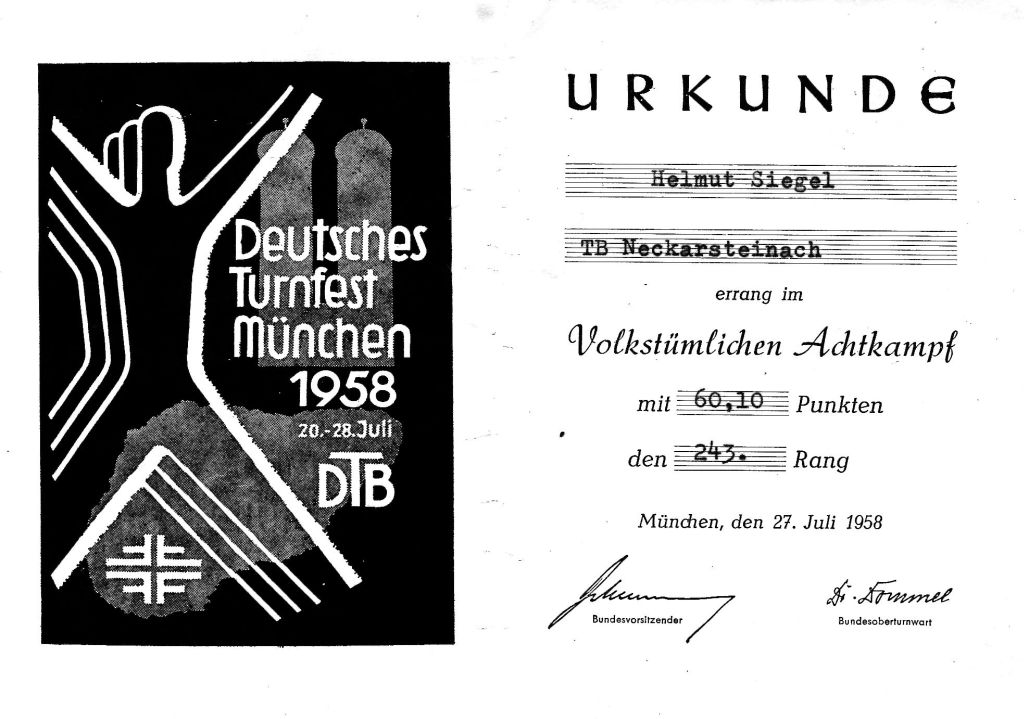 Deutsches
Turnfest
München
1958
20.-28. Juli
DTB
URKUNDE
Helmut Siegel
TB Neckarsteinach
errang im
Volkstümlichen Achtkampf
mit 60,10 Punkten
den 243. Rang
München, den 27. Juli 1958
Dr. Dommel
Bundesvorsitzender
Bundesoberturnwart